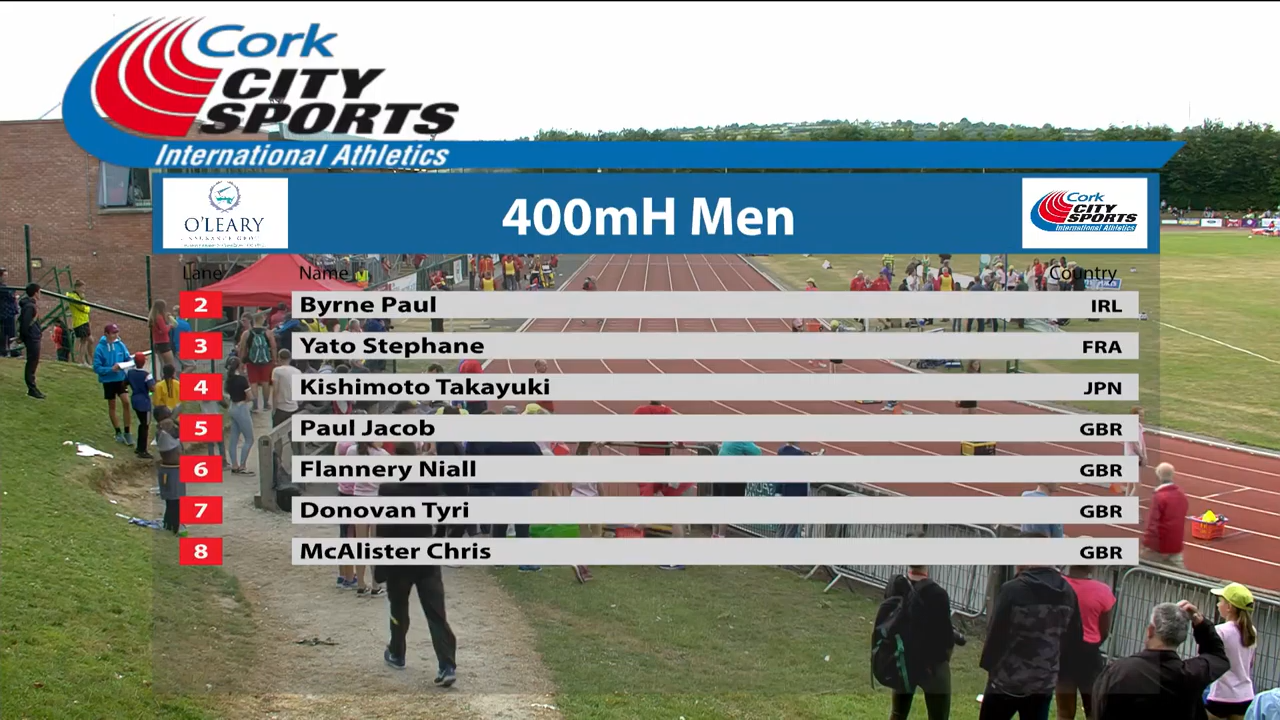 Cork
CITY
SPORTS
International Athletics
O'LEARY
400mH Men
Cork
CITY
SPORTS
International Athletics
Lane Name Country
2 Byrne Paul IRL
3 Yato Stephane FRA
4 Kishimoto Takayuki JPN
5 Paul Jacob GBR
6 Flannery Niall GBR
7 Donovan Tyri GBR
8 McAlister Chris GBR